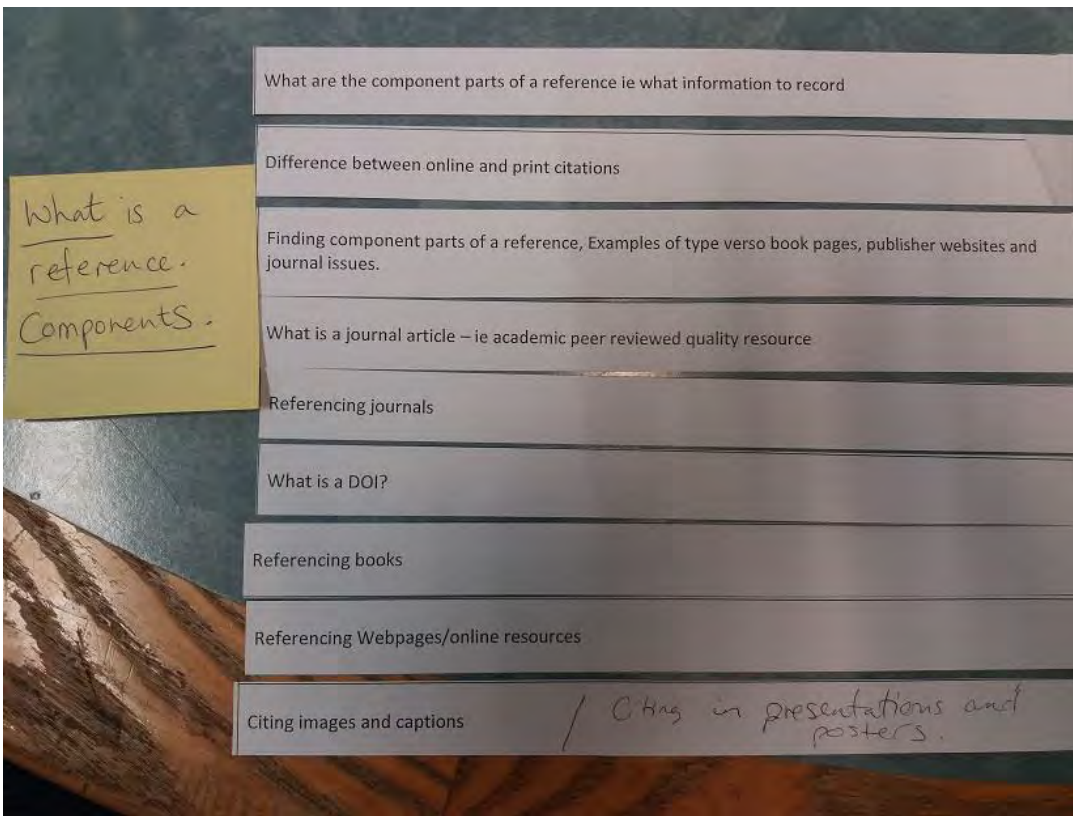 What are the component parts of a reference ie what information to record
Difference between online and print citations
What is a
reference.
Components.
Finding component parts of a reference, Examples of type verso book pages, publisher websites and
journal issues.
What is a journal article – ie academic peer reviewed quality resource
Referencing journals
What is a DOI?
Referencing books
Referencing Webpages/online resources
Citing images and captions / Citing in presentations and
posters.